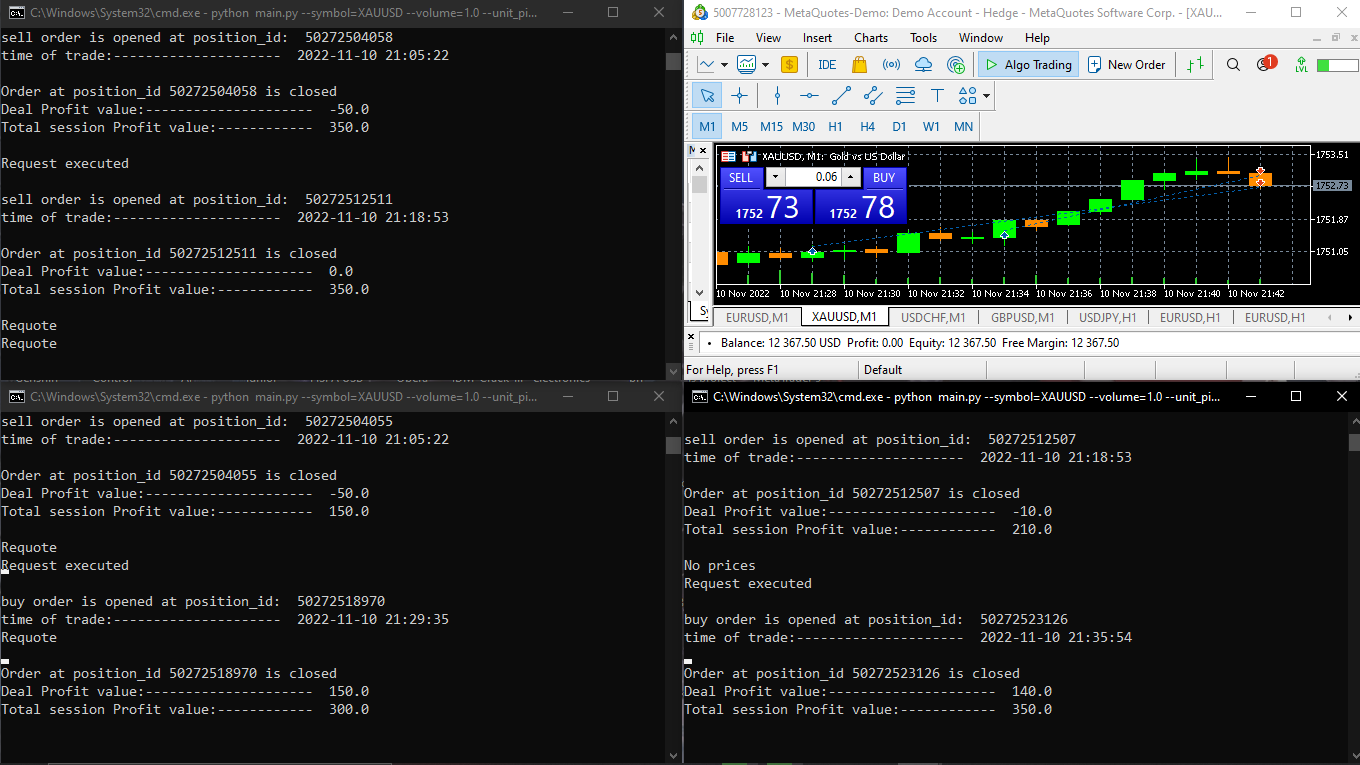 C:\Windows\System32\cmd.exe - python  main.py --symbol=XAUUSD --volume=1.0 --unit_pi...
sell order is opened at position_id:  50272504058
time of trade:---------------------  2022-11-10 21:05:22
Order at position_id 50272504058 is closed
Deal Profit value:---------------------  -50.0
Total session Profit value:------------  350.0
Request executed
sell order is opened at position_id:  50272512511
time of trade:---------------------  2022-11-10 21:18:53
Order at position_id 50272512511 is closed
Deal Profit value:---------------------  0.0
Total session Profit value:------------  350.0
Requote
Requote
5007728123 - MetaQuotes-Demo: Demo Account - Hedge - MetaQuotes Software Corp. - [XAU...
File View Insert Charts Tools Window Help
IDE Algo Trading New Order 1 LVL
M1 M5 M15 M30 H1 H4 D1 W1 MN
M
XAUUSD, M1: Gold vs US Dollar
SELL 0.06 BUY
1752 73 1752 78
1753.51
1752.73
1751.87
1751.05
10 Nov 2022 10 Nov 21:28 10 Nov 21:30 10 Nov 21:32 10 Nov 21:34 10 Nov 21:36 10 Nov 21:38 10 Nov 21:40 10 Nov 21:42
Sy
EURUSD,M1 XAUUSD,M1 USDCHF,M1 GBPUSD,M1 USDJPY,H1 EURUSD,H1 EURUSD,H1
Balance: 12 367.50 USD  Profit: 0.00  Equity: 12 367.50  Free Margin: 12 367.50
For Help, press F1 Default
C:\Windows\System32\cmd.exe - python  main.py --symbol=XAUUSD --volume=1.0 --unit_pi...
sell order is opened at position_id:  50272504055
time of trade:---------------------  2022-11-10 21:05:22
Order at position_id 50272504055 is closed
Deal Profit value:---------------------  -50.0
Total session Profit value:------------  150.0
Requote
Request executed
buy order is opened at position_id:  50272518970
time of trade:---------------------  2022-11-10 21:29:35
Requote
Order at position_id 50272518970 is closed
Deal Profit value:---------------------  150.0
Total session Profit value:------------  300.0
C:\Windows\System32\cmd.exe - python  main.py --symbol=XAUUSD --volume=1.0 --unit_pi...
sell order is opened at position_id:  50272512507
time of trade:---------------------  2022-11-10 21:18:53
Order at position_id 50272512507 is closed
Deal Profit value:---------------------  -10.0
Total session Profit value:------------  210.0
No prices
Request executed
buy order is opened at position_id:  50272523126
time of trade:---------------------  2022-11-10 21:35:54
Order at position_id 50272523126 is closed
Deal Profit value:---------------------  140.0
Total session Profit value:------------  350.0